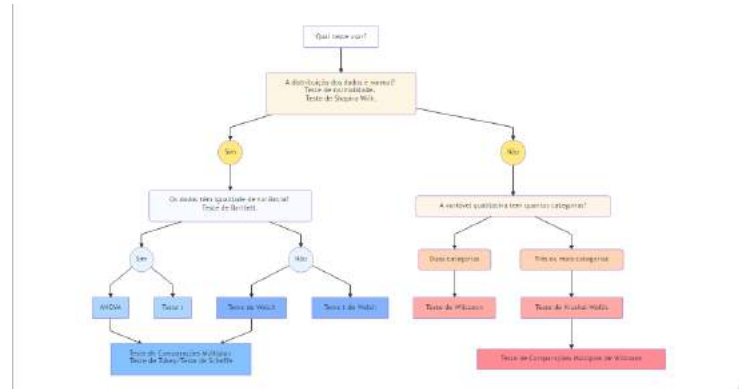 Qual teste usar?
A distribuição dos dados é normal?
Teste de normalidade.
Teste de Shapiro Wilk.
Sim
Não
Os dados têm igualdade de variância?
Teste de Bartlett.
A variável qualitativa tem quantas categorias?
Sim
Não
Duas categorias
Três ou mais categorias
ANOVA
Teste t
Teste de Welch
Teste t de Welch
Teste de Wilcoxon
Teste de Kruskal Wallis
Teste de Comparações Múltiplas
Teste de Tukey/Teste de Scheffe
Teste de Comparações Múltiplas de Wilcoxon